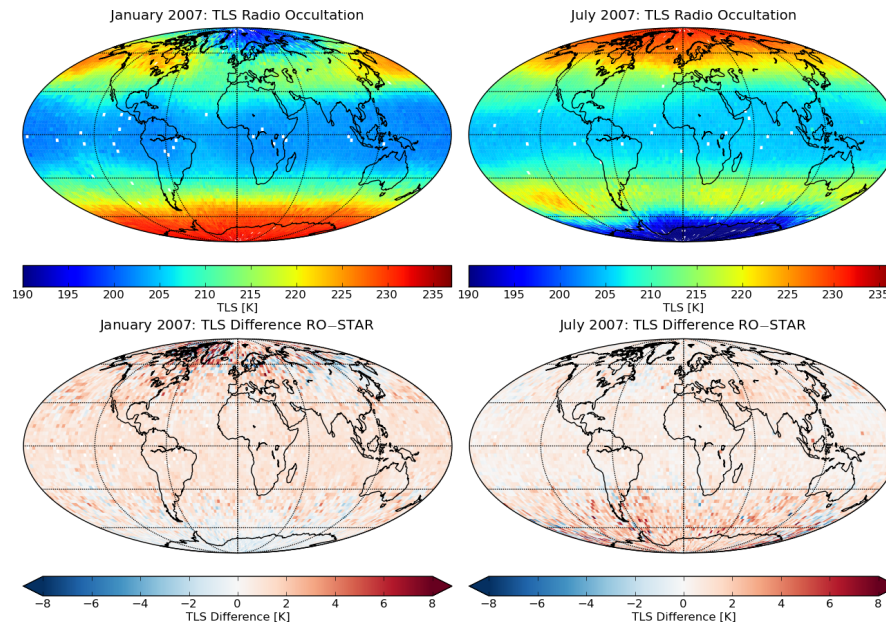 January 2007: TLS Radio Occultation
July 2007: TLS Radio Occultation
190 195 200 205 210 215 220 225 230 235
TLS [K]
190 195 200 205 210 215 220 225 230 235
TLS [K]
January 2007: TLS Difference RO−STAR
July 2007: TLS Difference RO−STAR
−8 −6 −4 −2 0 2 4 6 8
TLS Difference [K]
−8 −6 −4 −2 0 2 4 6 8
TLS Difference [K]